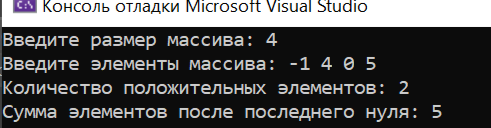 Консоль отладки Microsoft Visual Studio
Введите размер массива: 4
Введите элементы массива: -1 4 0 5
Количество положительных элементов: 2
Сумма элементов после последнего нуля: 5